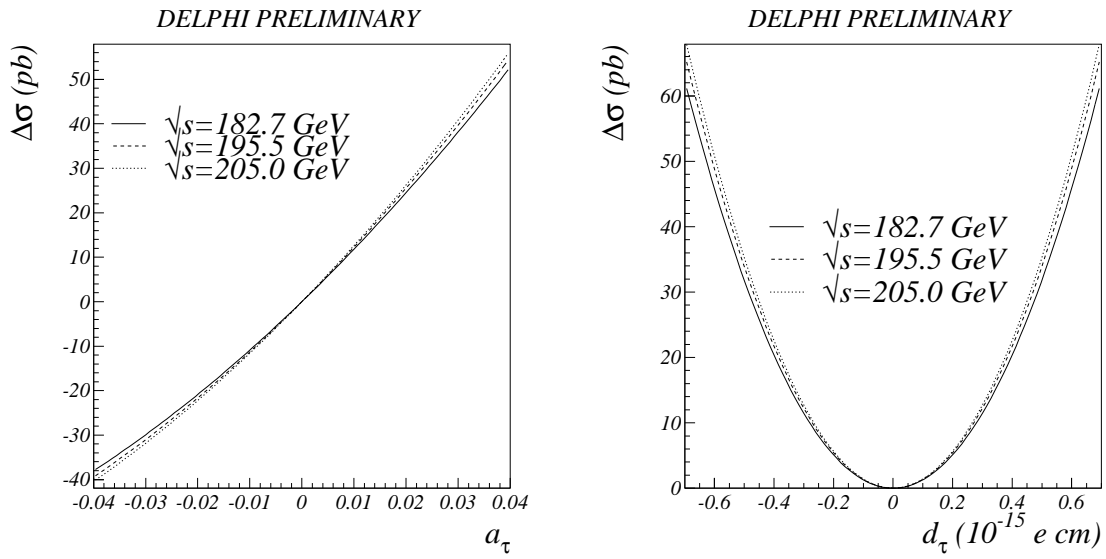 DELPHI PRELIMINARY
Δσ (pb)
50
40
30
20
10
0
-10
-20
-30
-40
√s=182.7 GeV
√s=195.5 GeV
√s=205.0 GeV
-0.04 -0.03 -0.02 -0.01 0 0.01 0.02 0.03 0.04
a_τ
DELPHI PRELIMINARY
Δσ (pb)
60
50
40
30
20
10
0
√s=182.7 GeV
√s=195.5 GeV
√s=205.0 GeV
-0.6 -0.4 -0.2 0 0.2 0.4 0.6
d_τ (10^-15 e cm)